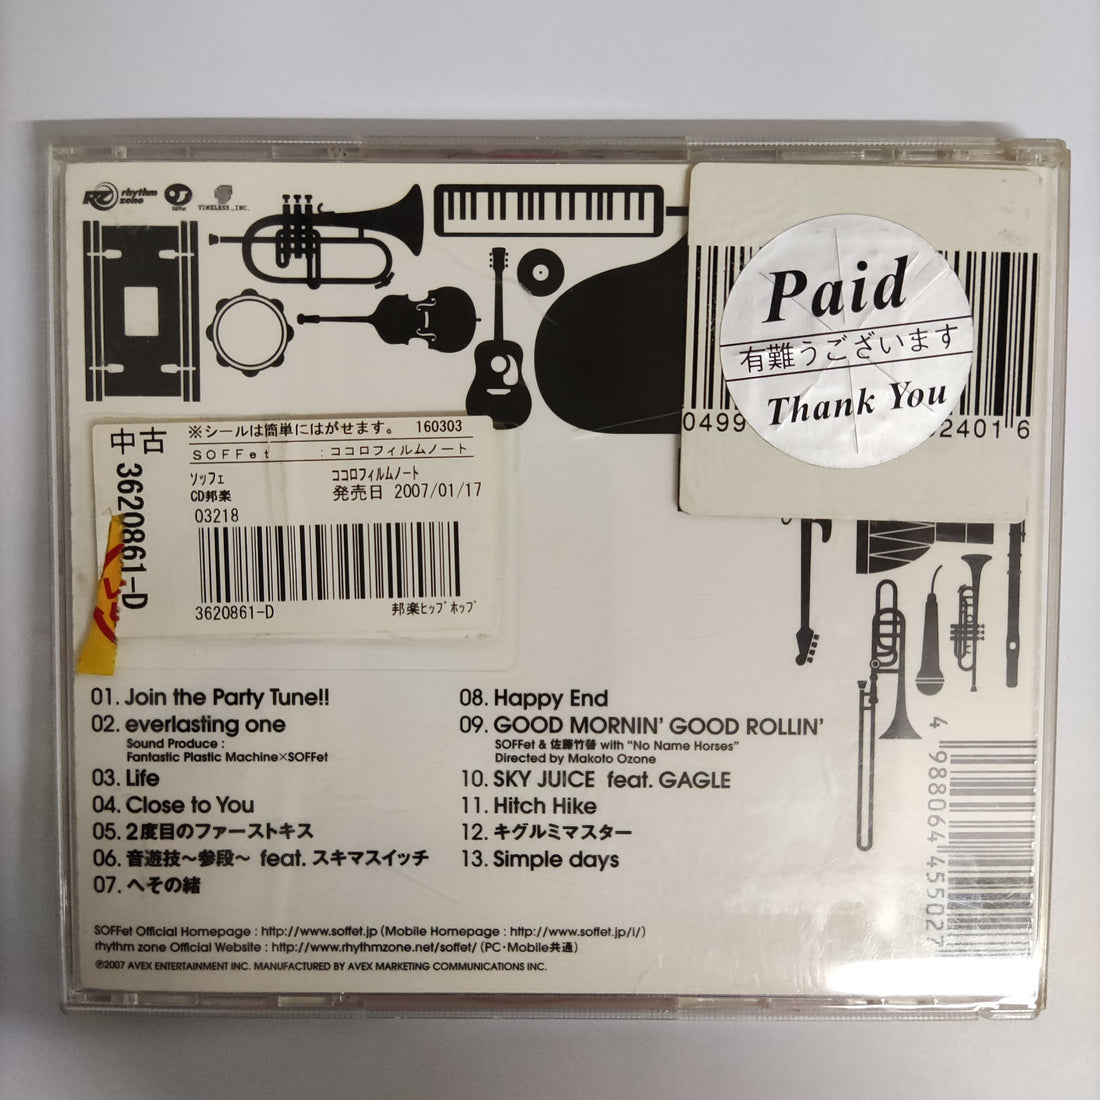 rhythm
zone
SOFFet
TIMELESS.,INC.
Paid
有難うございます
Thank You
0499
02401 6
中古
3620861-D
※シールは簡単にはがせます。 160303
ＳＯＦＦｅｔ :ココロフィルムノート
ソッフェ ココロフィルムノート
CD邦楽 発売日 2007/01/17
03218
3620861-D 邦楽ヒップホップ
01. Join the Party Tune!!
02. everlasting one
Sound Produce :
Fantastic Plastic Machine×SOFFet
03. Life
04. Close to You
05. 2度目のファーストキス
06. 音遊技〜参段〜 feat. スキマスイッチ
07. へその緒
08. Happy End
09. GOOD MORNIN' GOOD ROLLIN'
SOFFet & 佐藤竹善 with "No Name Horses"
Directed by Makoto Ozone
10. SKY JUICE feat. GAGLE
11. Hitch Hike
12. キグルミマスター
13. Simple days
4 988064 455027
SOFFet Official Homepage : http://www.soffet.jp (Mobile Homepage : http://www.soffet.jp/i/)
rhythm zone Official Website : http://www.rhythmzone.net/soffet/ (PC・Mobile共通)
℗2007 AVEX ENTERTAINMENT INC. MANUFACTURED BY AVEX MARKETING COMMUNICATIONS INC.